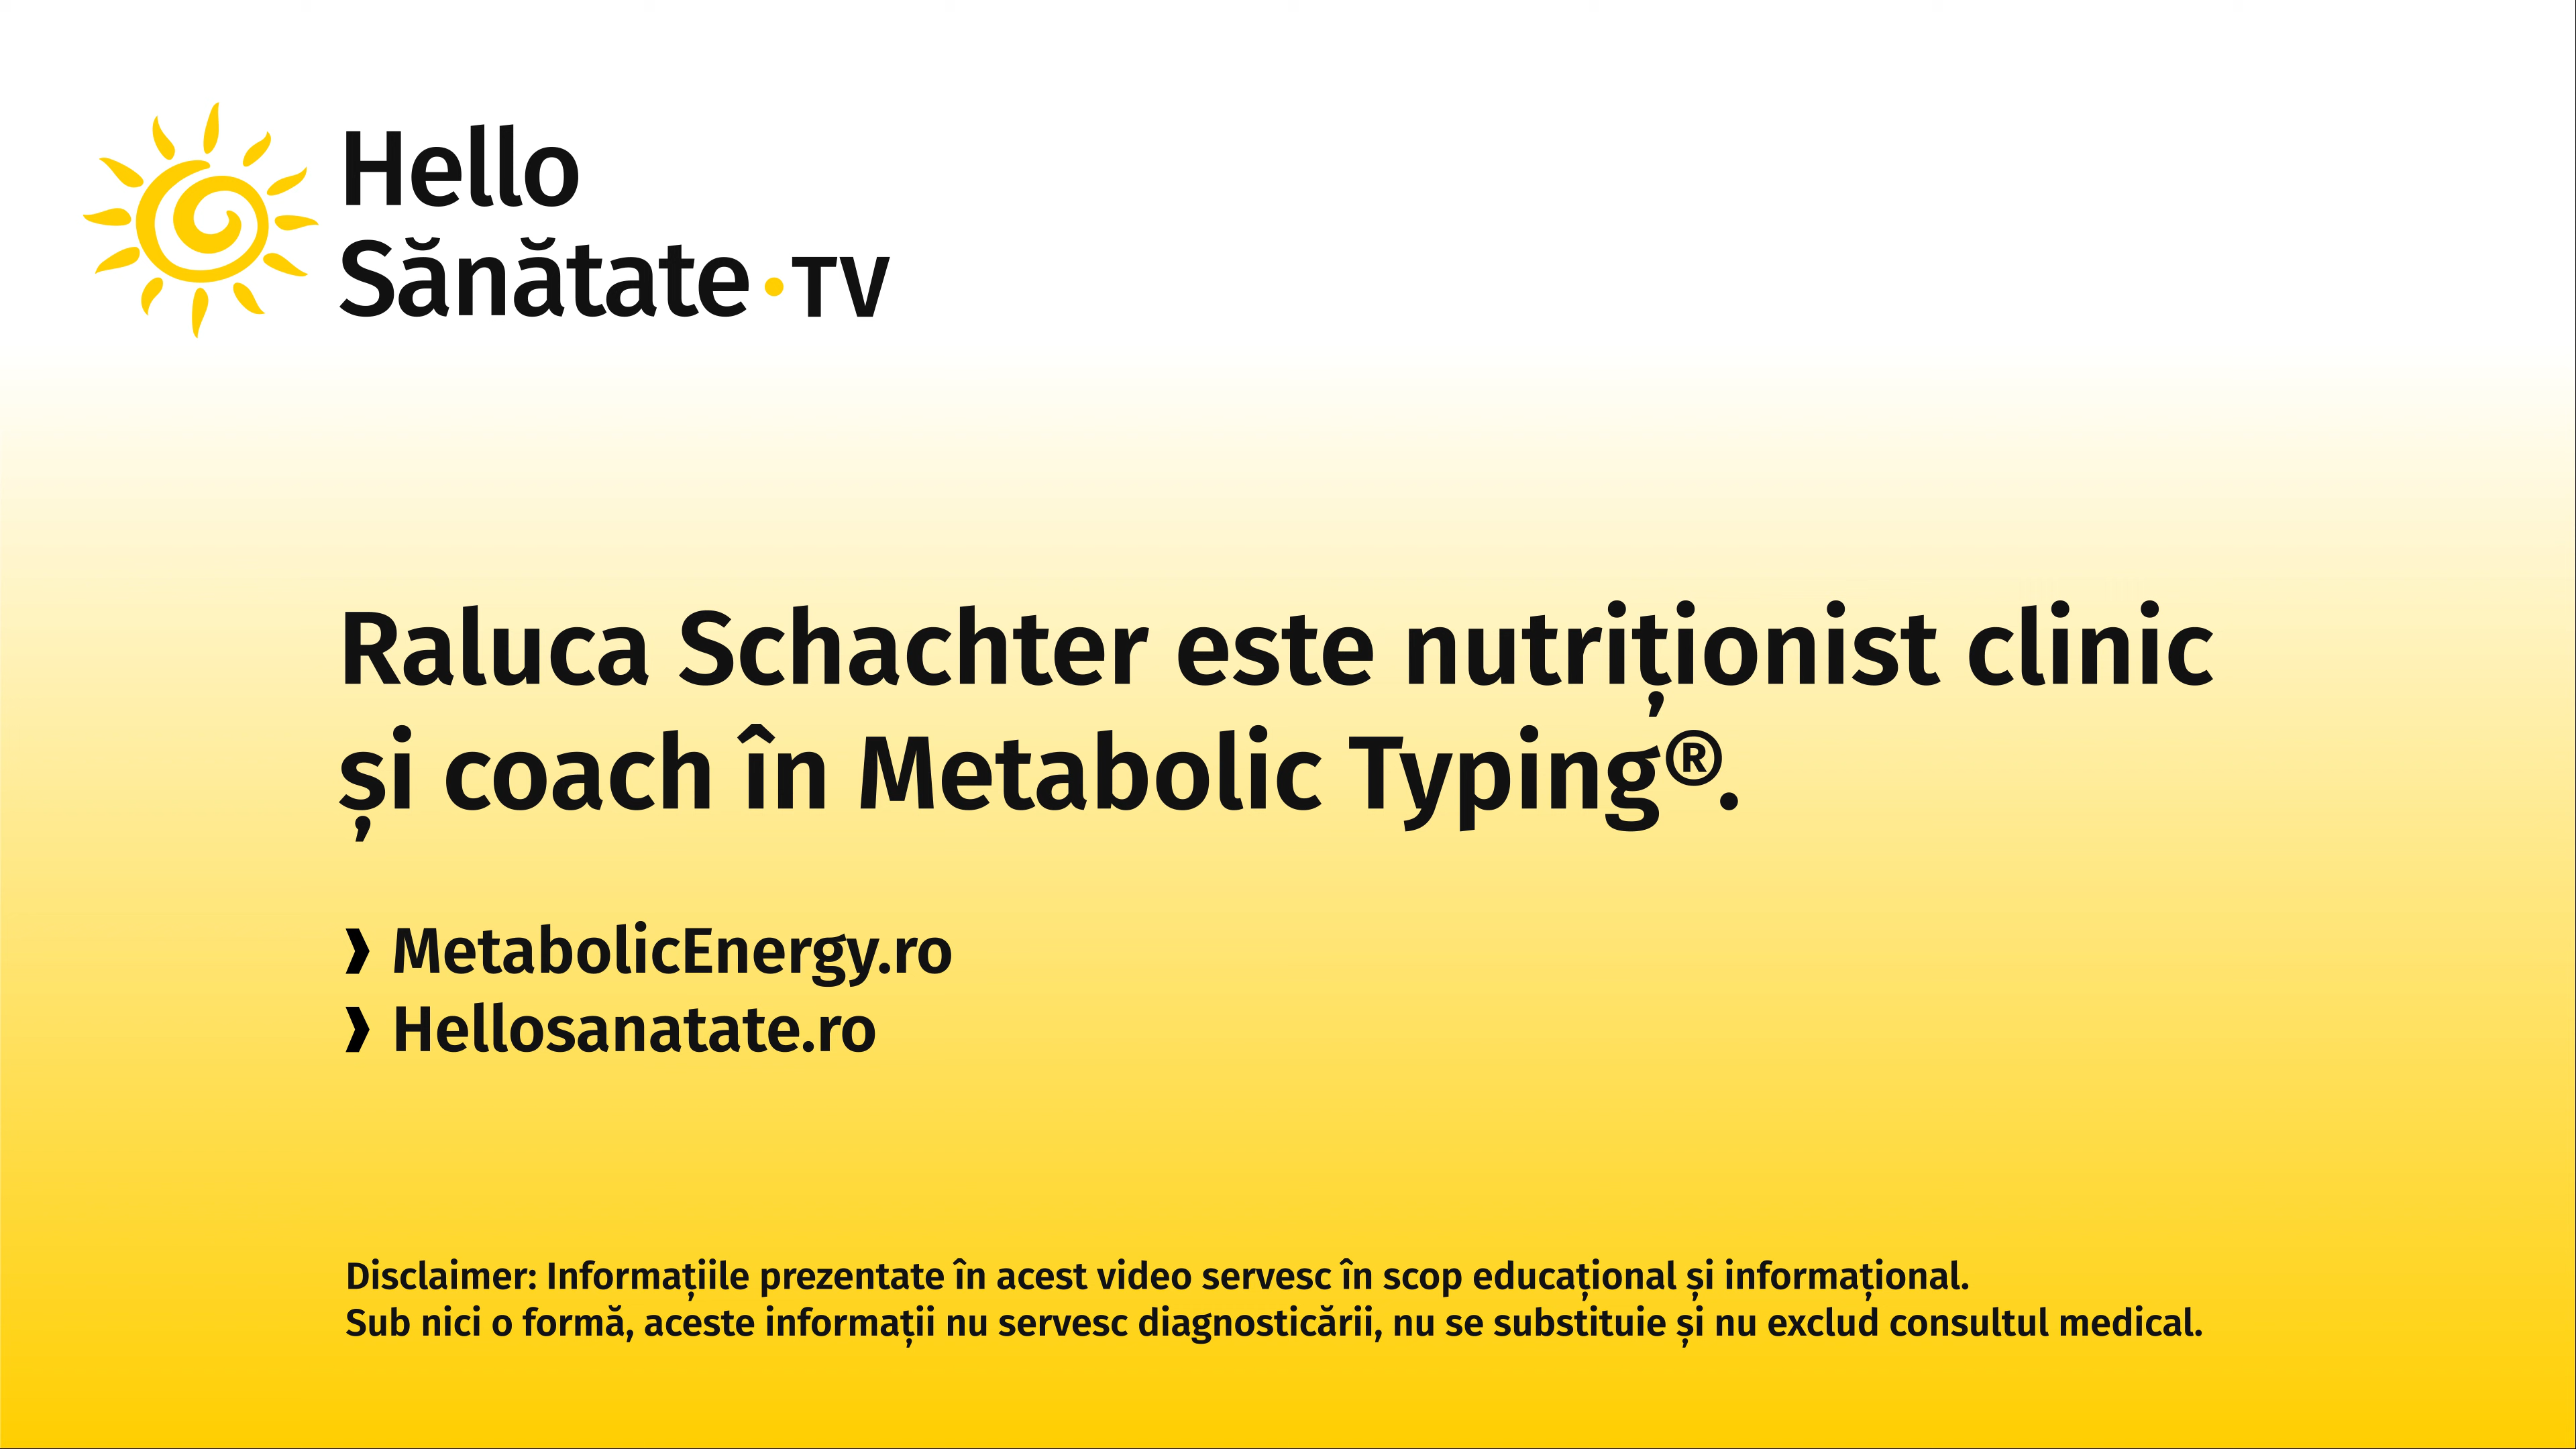 Hello
Sănătate · TV
Raluca Schachter este nutriționist clinic
și coach în Metabolic Typing®.
❱ MetabolicEnergy.ro
❱ Hellosanatate.ro
Disclaimer: Informațiile prezentate în acest video servesc în scop educațional și informațional.
Sub nici o formă, aceste informații nu servesc diagnosticării, nu se substituie și nu exclud consultul medical.